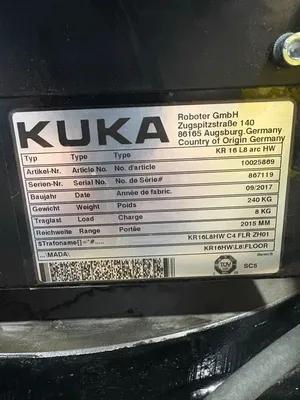 KUKA
Roboter GmbH
Zugspitzstraße 140
86165 Augsburg.Germany
Country of Origin Germany
Typ Type Type KR 16 L8 arc HW
Artikel-Nr. Article No. No. d'article 10025869
Serien-Nr. Serial No. No. de Série# 867119
Baujahr Date Année de fabric. 09/2017
Gewicht Weight Poids 240 KG
Traglast Load Charge 8 KG
Reichweite Range Portée 2015 MM
$Trafoname[]="#..... KR16L8HW C4 FLR ZH01
...\MADA\... KR16HW\L8\FLOOR
TÜV
SC5